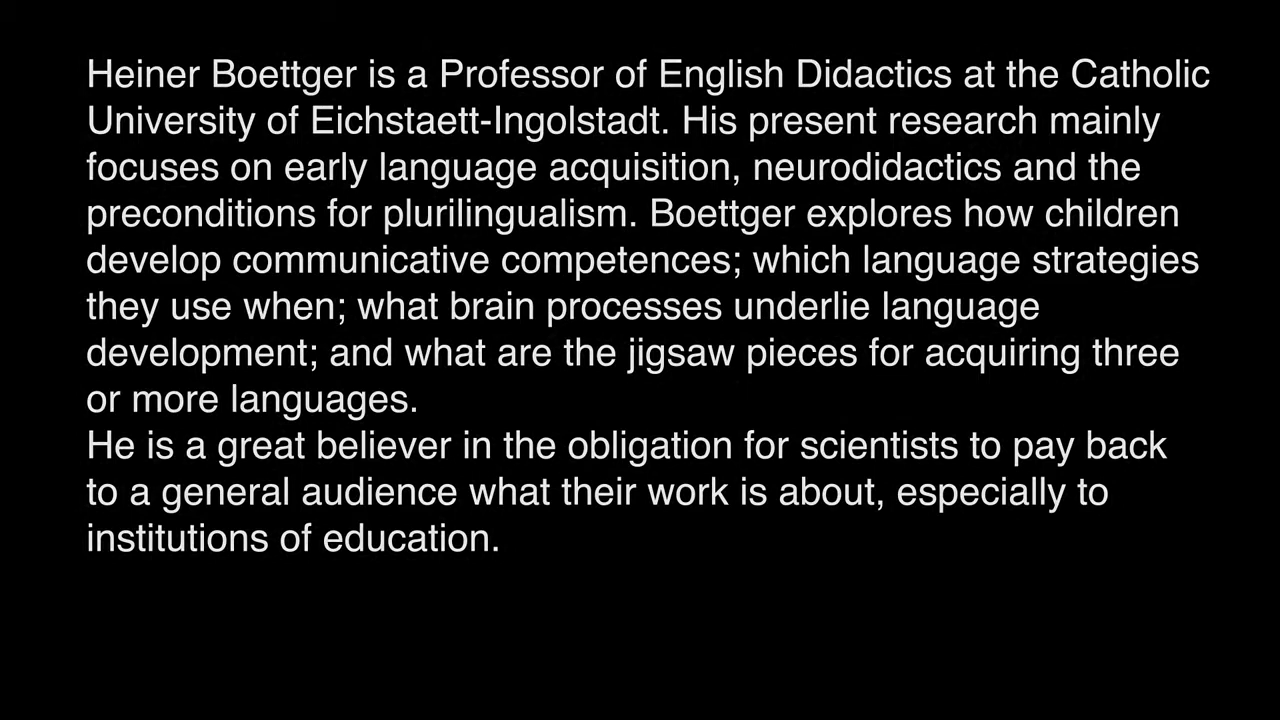 Heiner Boettger is a Professor of English Didactics at the Catholic
University of Eichstaett-Ingolstadt. His present research mainly
focuses on early language acquisition, neurodidactics and the
preconditions for plurilingualism. Boettger explores how children
develop communicative competences; which language strategies
they use when; what brain processes underlie language
development; and what are the jigsaw pieces for acquiring three
or more languages.
He is a great believer in the obligation for scientists to pay back
to a general audience what their work is about, especially to
institutions of education.